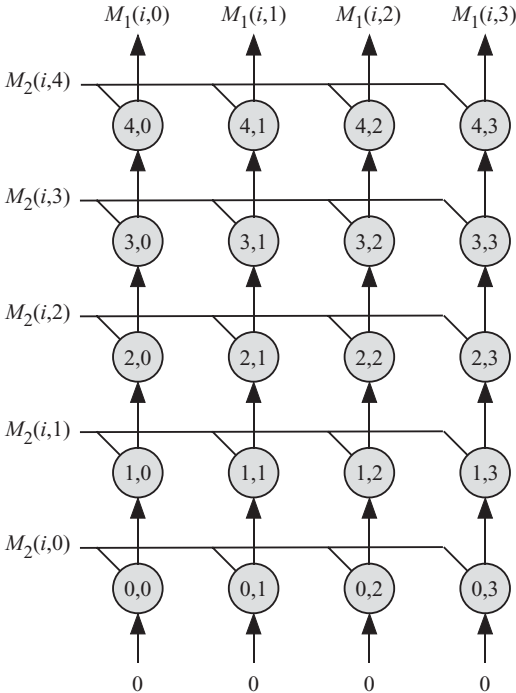 M₁(i,0) M₁(i,1) M₁(i,2) M₁(i,3)
M₂(i,4)
4,0 4,1 4,2 4,3
M₂(i,3)
3,0 3,1 3,2 3,3
M₂(i,2)
2,0 2,1 2,2 2,3
M₂(i,1)
1,0 1,1 1,2 1,3
M₂(i,0)
0,0 0,1 0,2 0,3
0 0 0 0